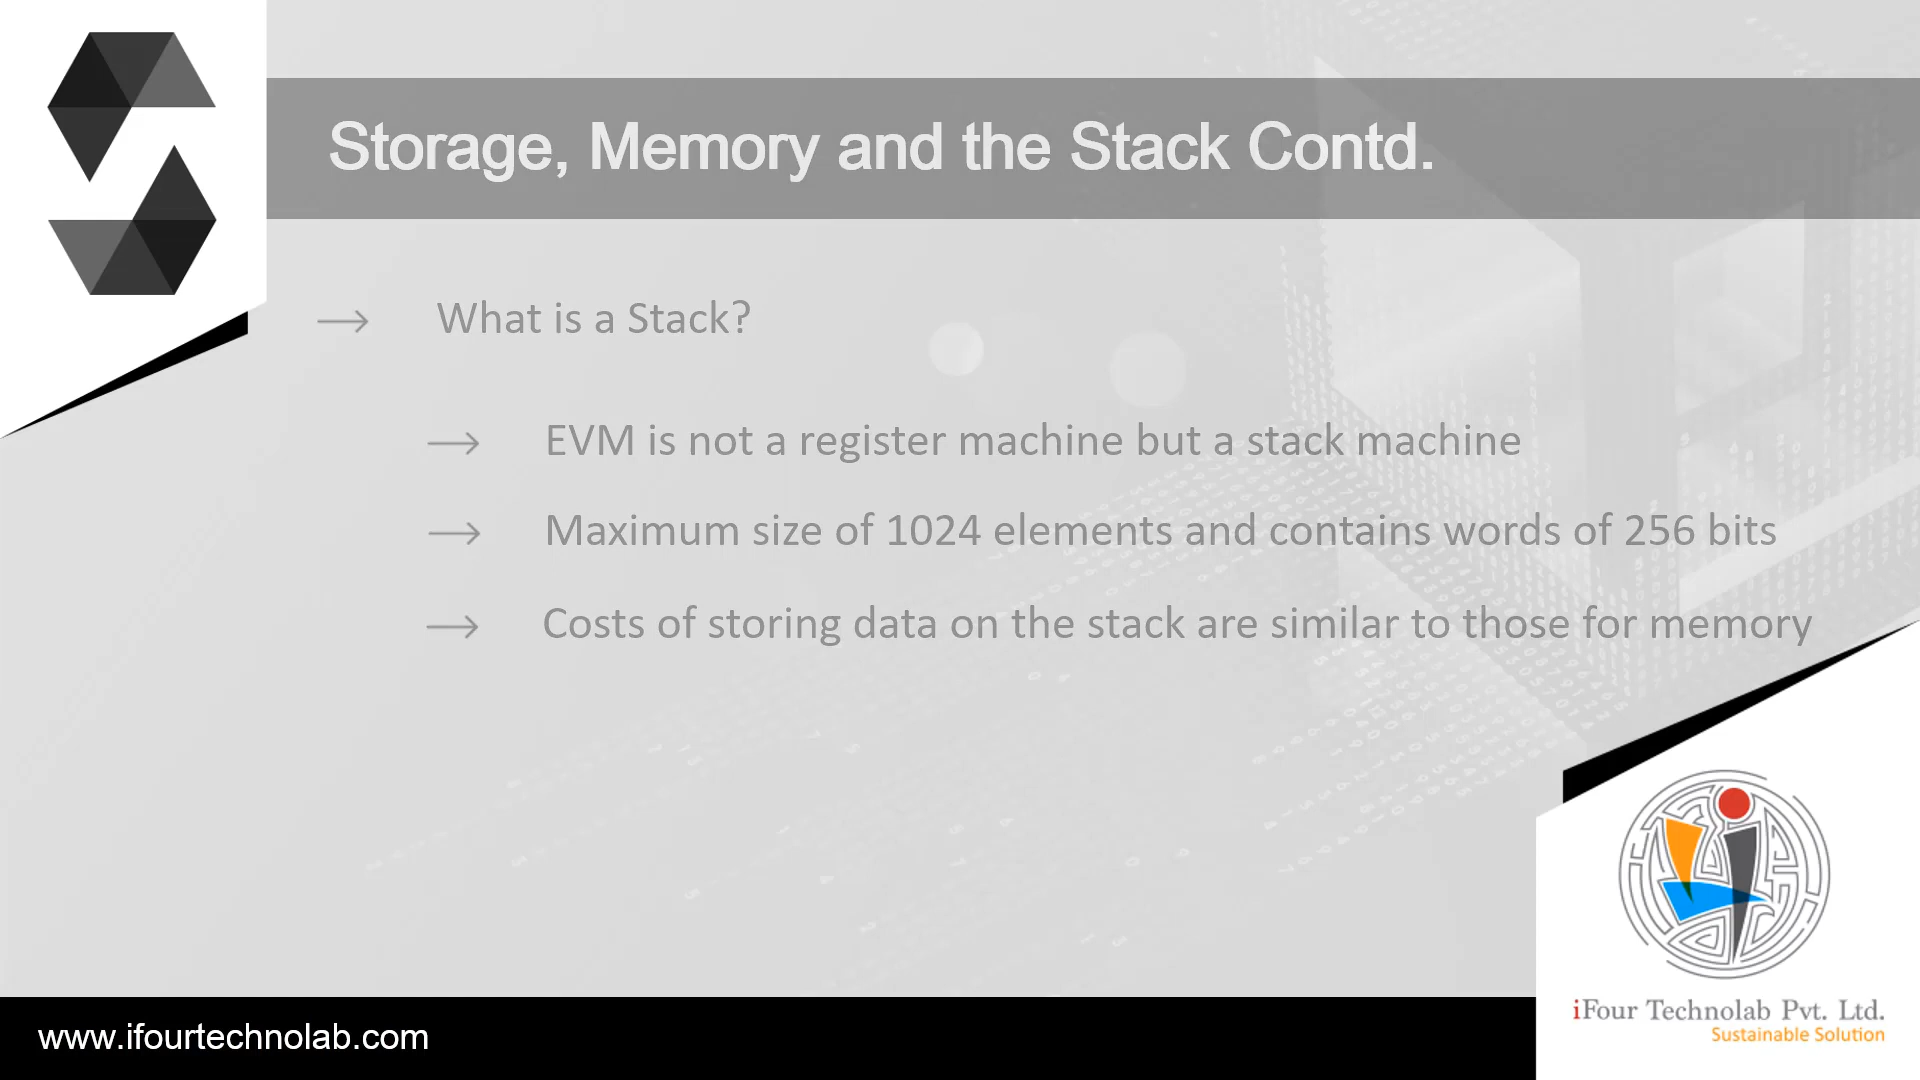 Storage, Memory and the Stack Contd.
What is a Stack?
EVM is not a register machine but a stack machine
Maximum size of 1024 elements and contains words of 256 bits
Costs of storing data on the stack are similar to those for memory
www.ifourtechnolab.com
iFour Technolab Pvt. Ltd.
Sustainable Solution